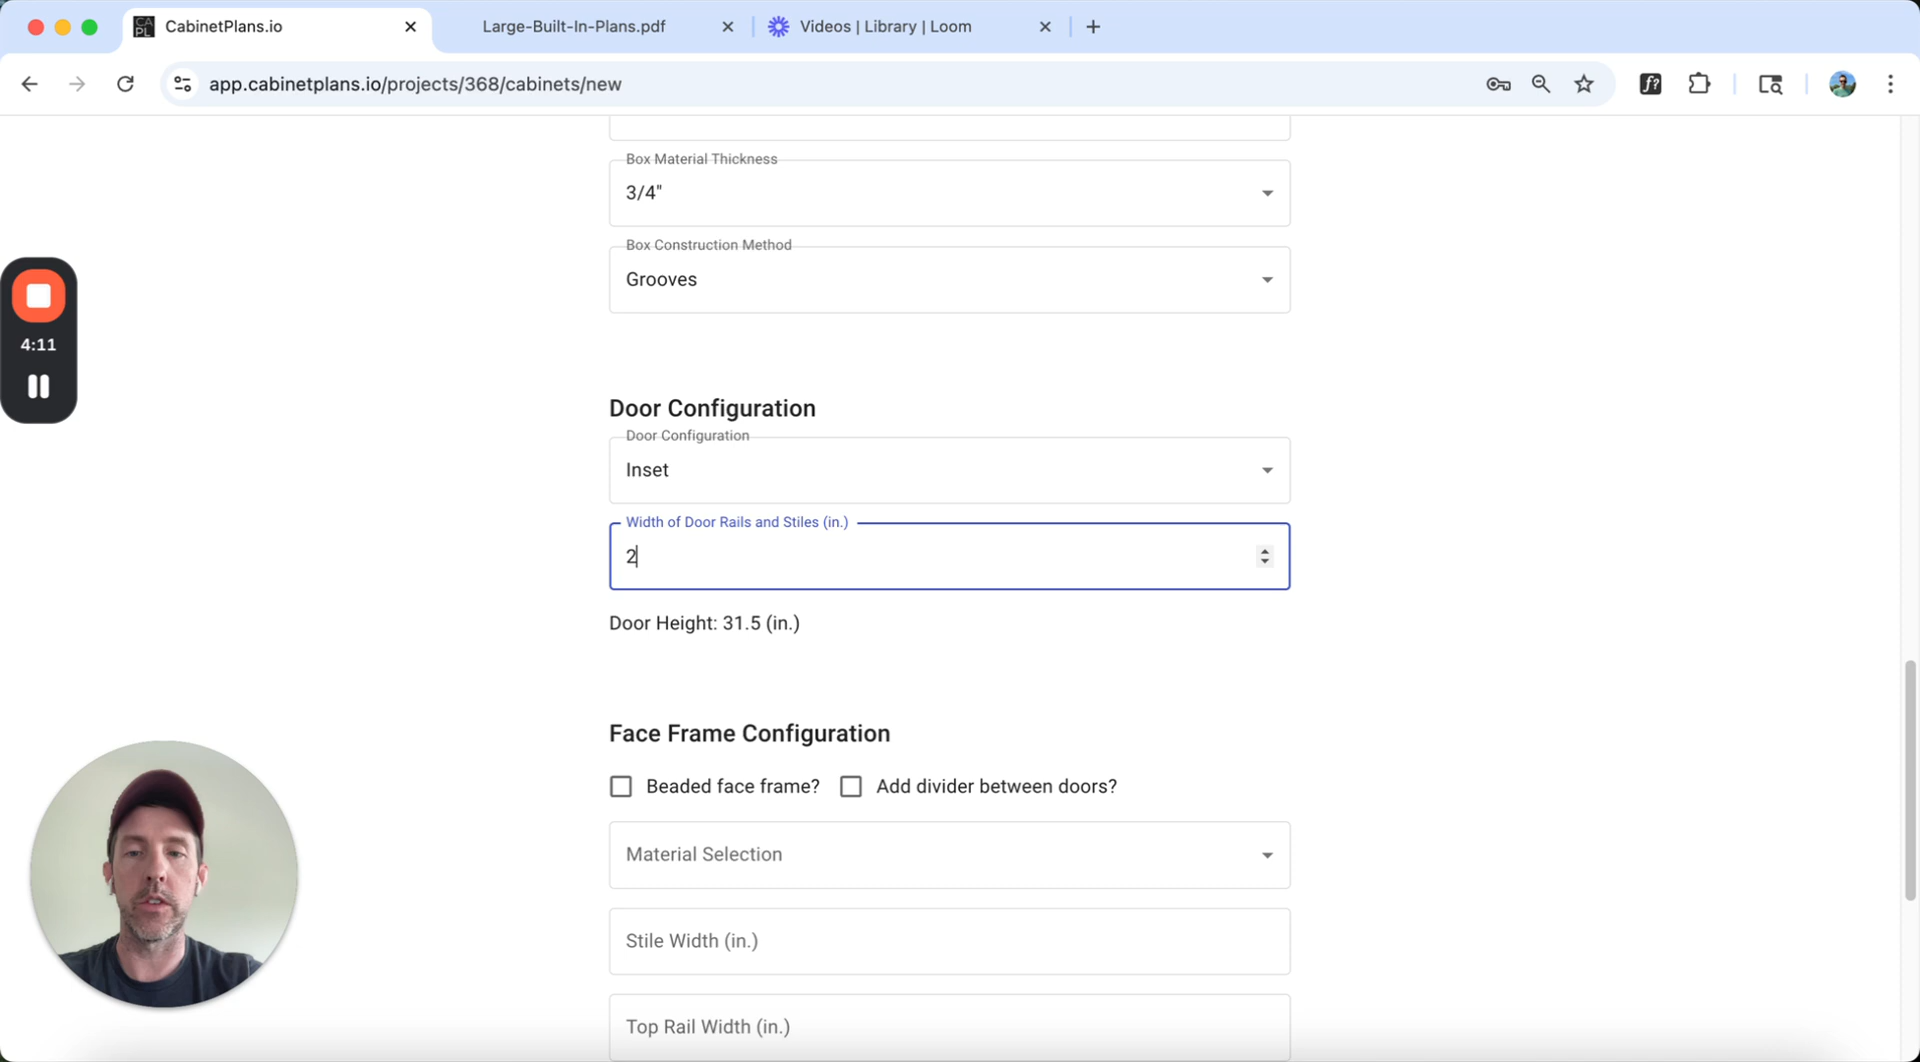 CabinetPlans.io
Large-Built-In-Plans.pdf
Videos | Library | Loom
app.cabinetplans.io/projects/368/cabinets/new
f?
Box Material Thickness
3/4"
Box Construction Method
Grooves
4:11
Door Configuration
Door Configuration
Inset
Width of Door Rails and Stiles (in.)
2
Door Height: 31.5 (in.)
Face Frame Configuration
Beaded face frame? Add divider between doors?
Material Selection
Stile Width (in.)
Top Rail Width (in.)